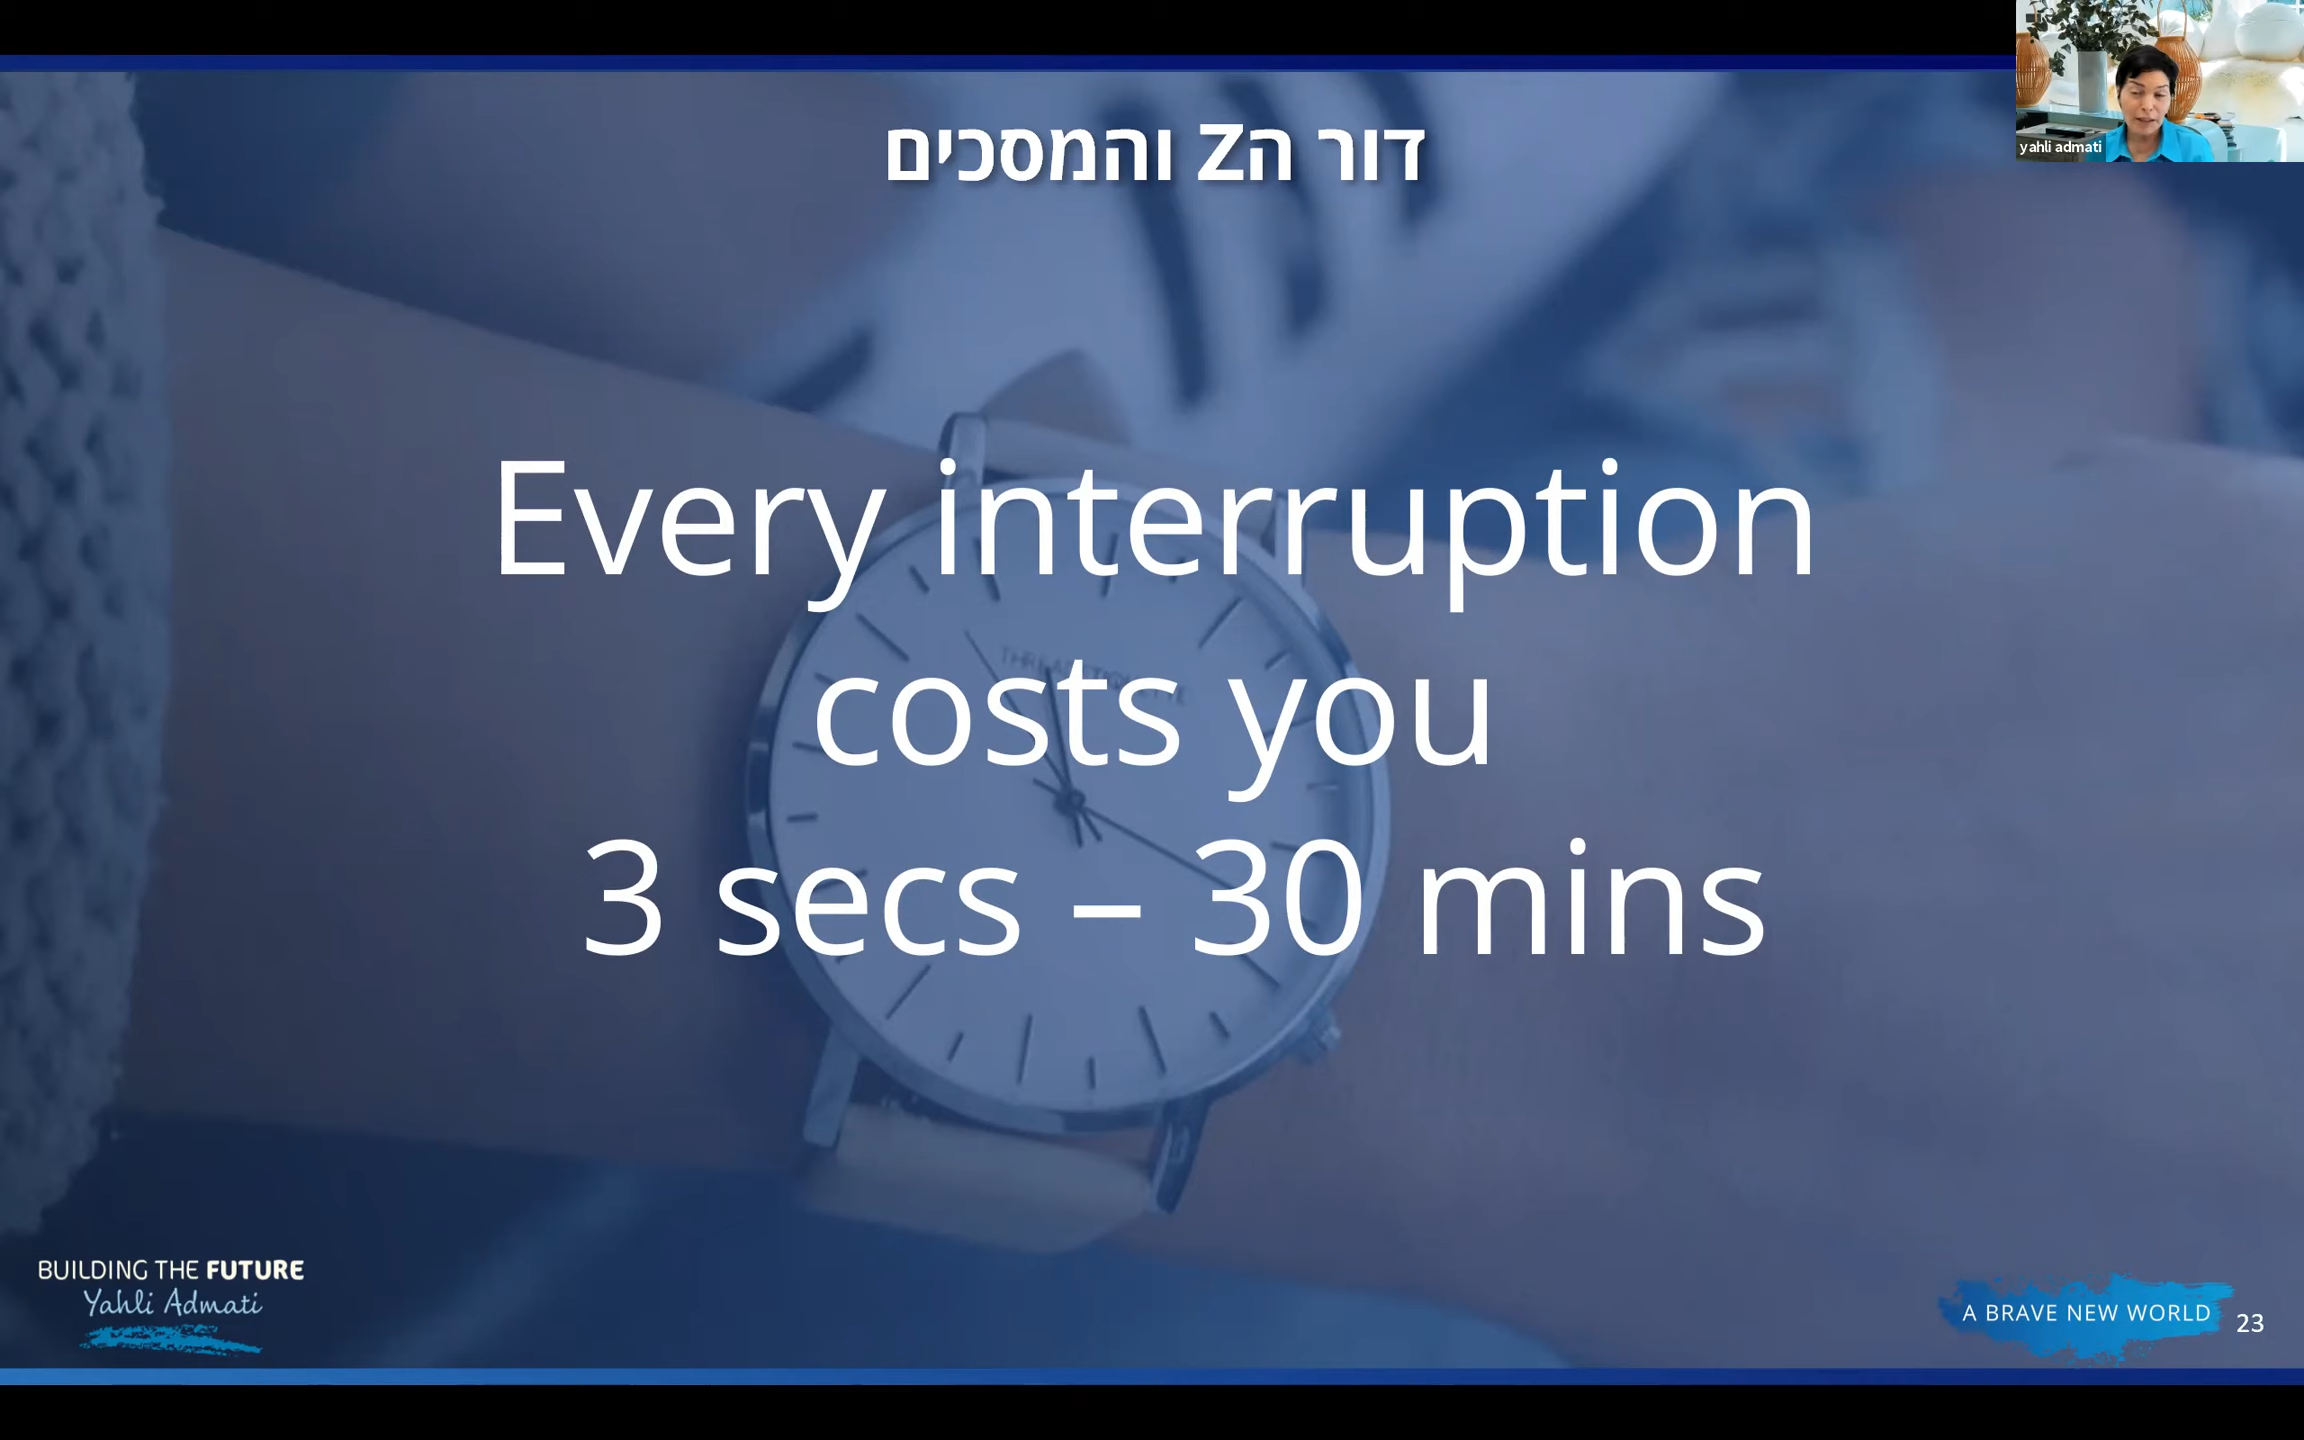 yahli admati
דור הZ והמסכים
Every interruption
costs you
3 secs – 30 mins
BUILDING THE FUTURE
Yahli Admati
A BRAVE NEW WORLD
23